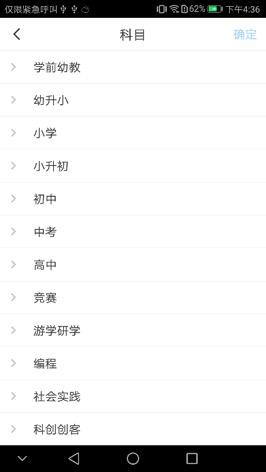 仅限紧急呼叫 62% 下午4:36
科目 确定
学前幼教
幼升小
小学
小升初
初中
中考
高中
竞赛
游学研学
编程
社会实践
科创创客